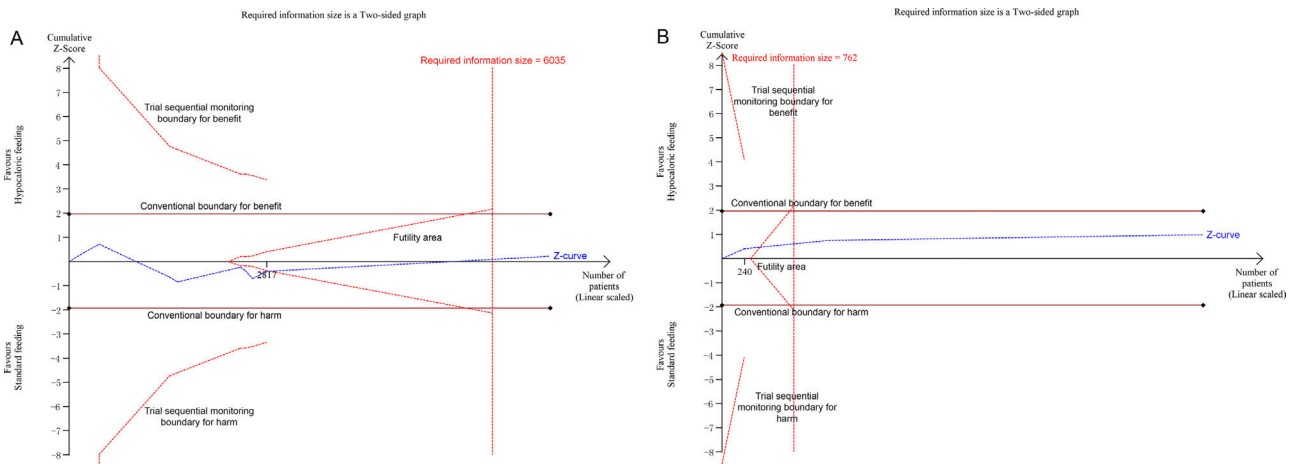 Required information size is a Two-sided graph
A
Cumulative
Z-Score
Required information size = 6035
8
7
6
5
4
3
2
1
-1
-2
-3
-4
-5
-6
-7
-8
Favours
Hypocaloric feeding
Favours
Standard feeding
Trial sequential monitoring
boundary for benefit
Conventional boundary for benefit
Futility area
Z-curve
2817
Number of
patients
(Linear scaled)
Conventional boundary for harm
Trial sequential monitoring
boundary for harm
Required information size is a Two-sided graph
B
Cumulative
Z-Score
Required information size = 762
8
7
6
5
4
3
2
1
-1
-2
-3
-4
-5
-6
-7
-8
Favours
Hypocaloric feeding
Favours
Standard feeding
Trial sequential
monitoring boundary for
benefit
Conventional boundary for benefit
Z-curve
Futility area
240
Number of
patients
(Linear scaled)
Conventional boundary for harm
Trial sequential
monitoring boundary for
harm